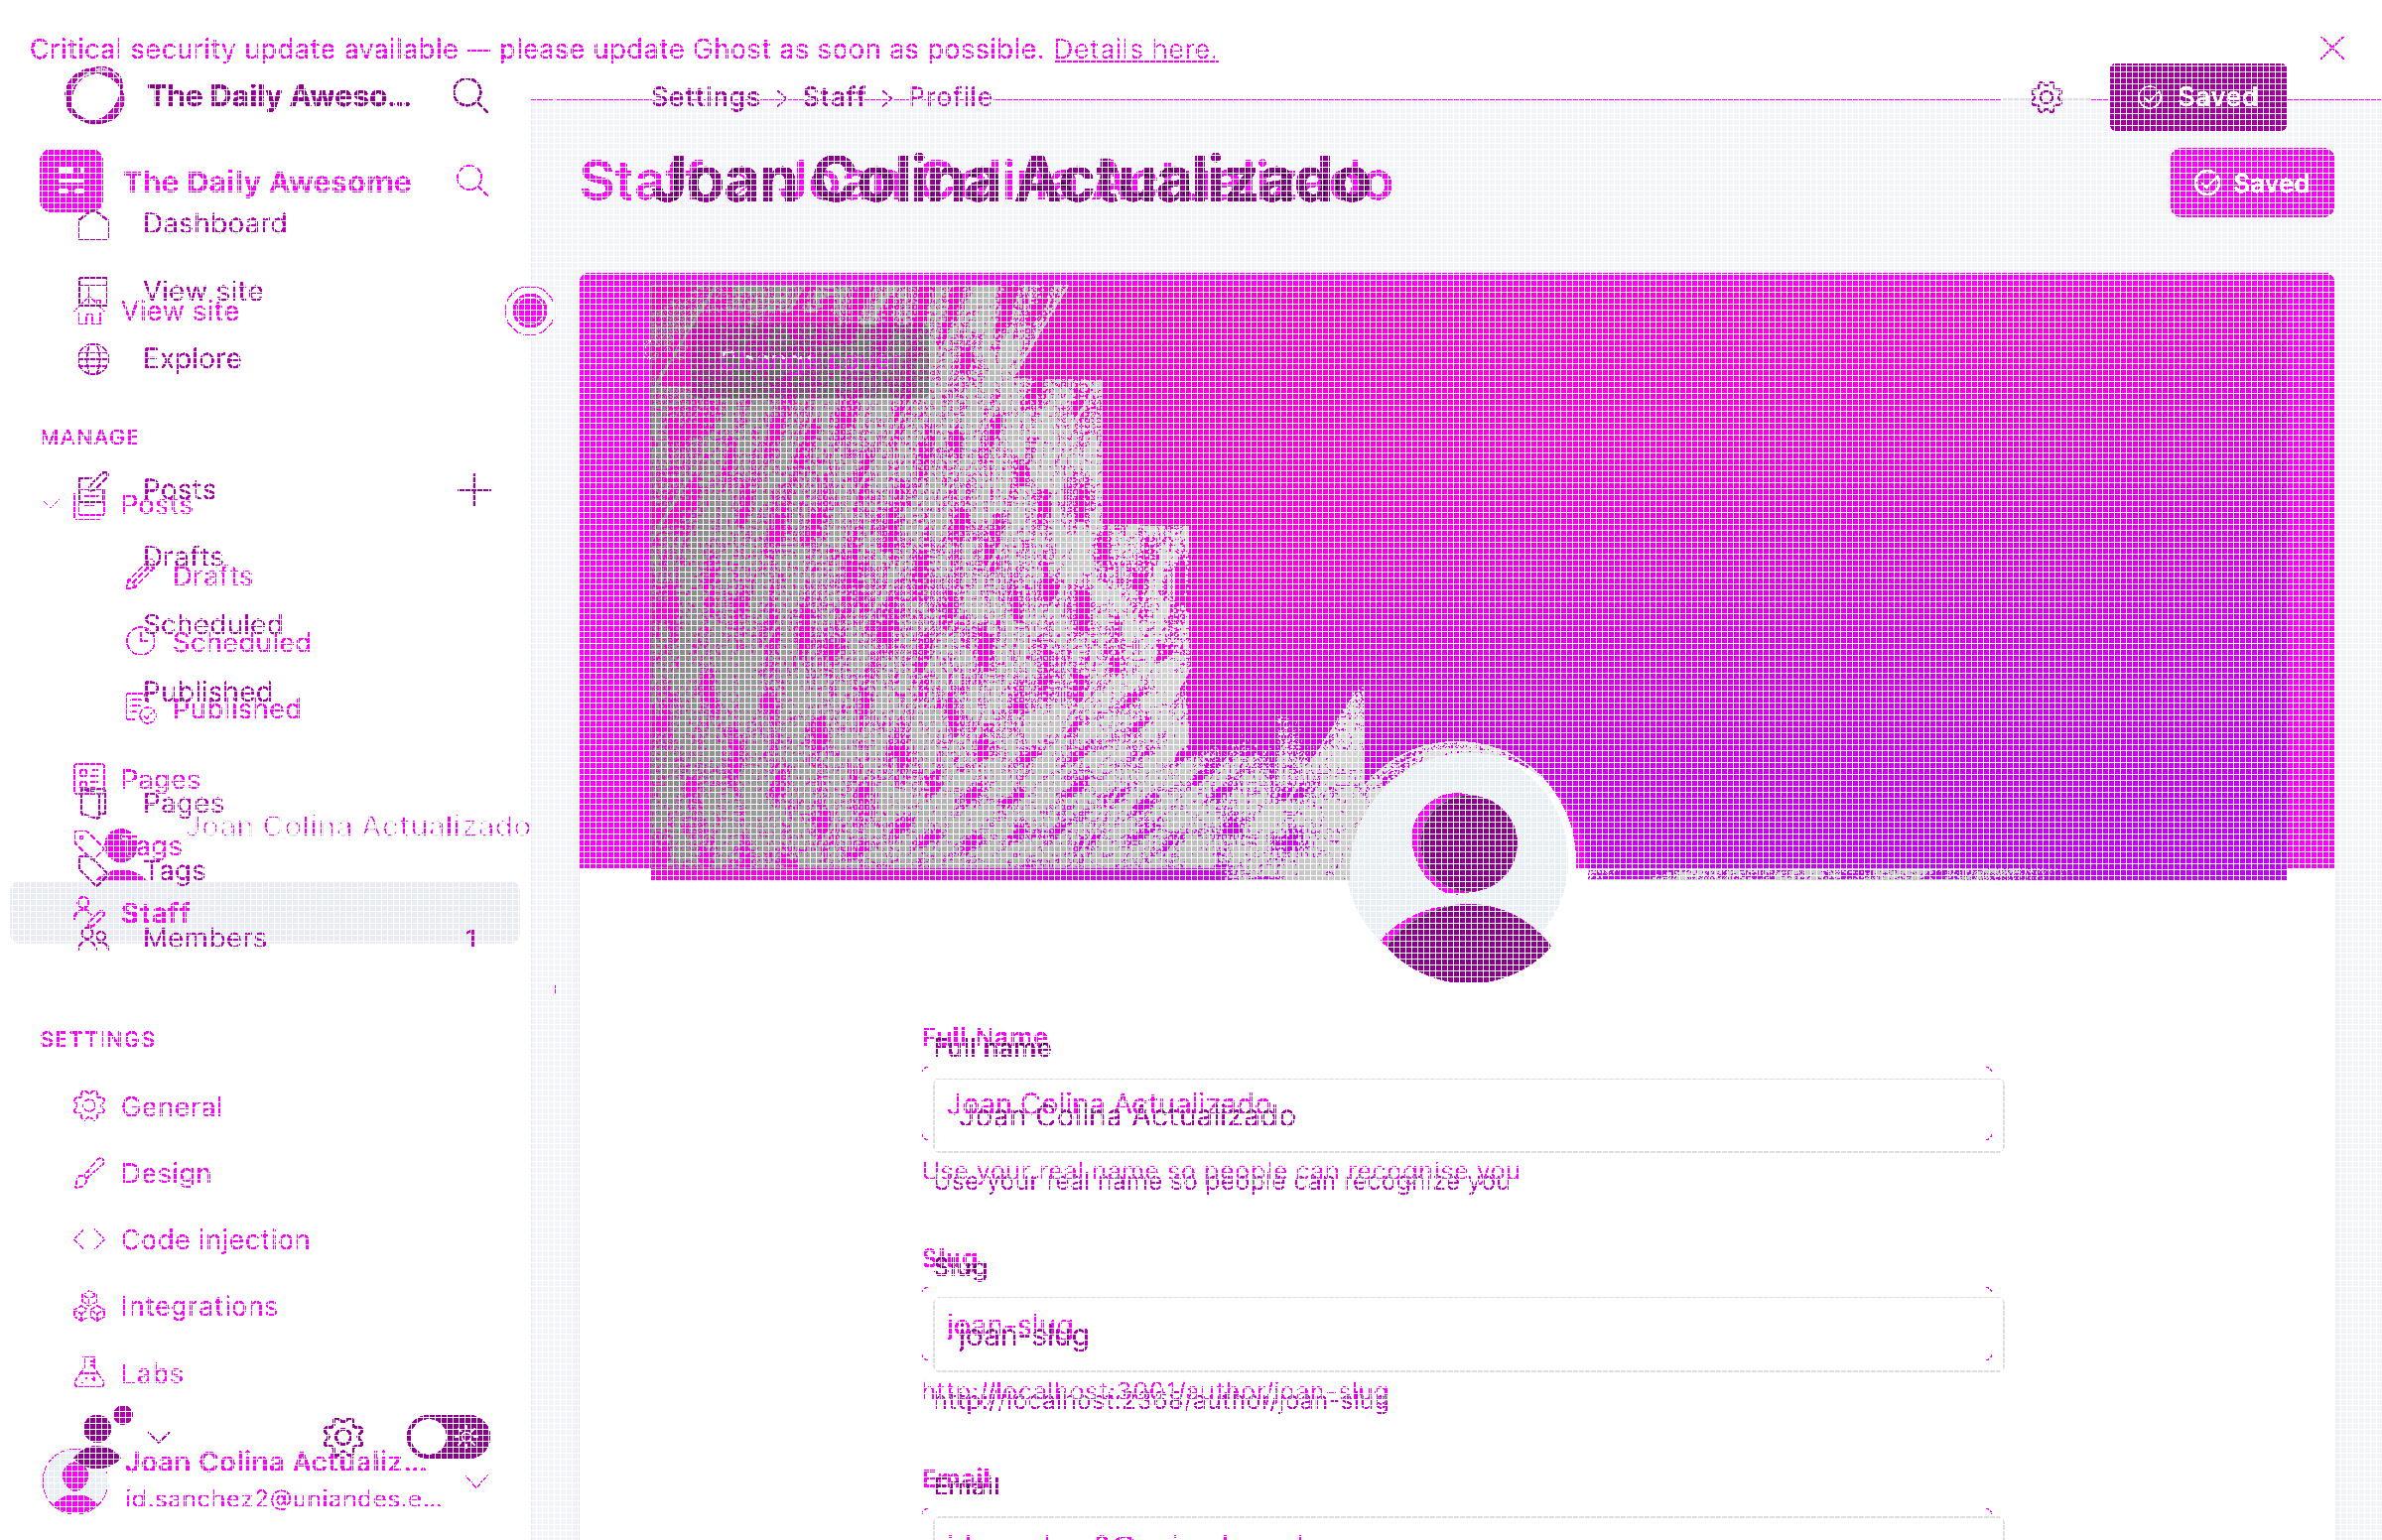 Critical security update available — please update Ghost as soon as possible. Details here.
The Daily Aweso...
Settings > Staff > Profile
Saved
The Daily Awesome
Joan Colina Actualizado
Saved
Dashboard
View site
View site
Explore
MANAGE
Posts
Posts
Drafts
Drafts
Scheduled
Scheduled
Published
Published
Pages
Pages
Joan Colina Actualizado
Tags
Tags
Staff
Members 1
SETTINGS
General
Design
Code injection
Integrations
Labs
Joan Colina Actualiz...
id.sanchez2@uniandes.e...
Full Name
Full name
Joan Colina Actualizado
Joan Colina Actualizado
Use your real name so people can recognise you
Use your real name so people can recognize you
Slug
Slug
joan-slug
joan-slug
http://localhost:3001/author/joan-slug
http://localhost:2368/author/joan-slug
Email
Email